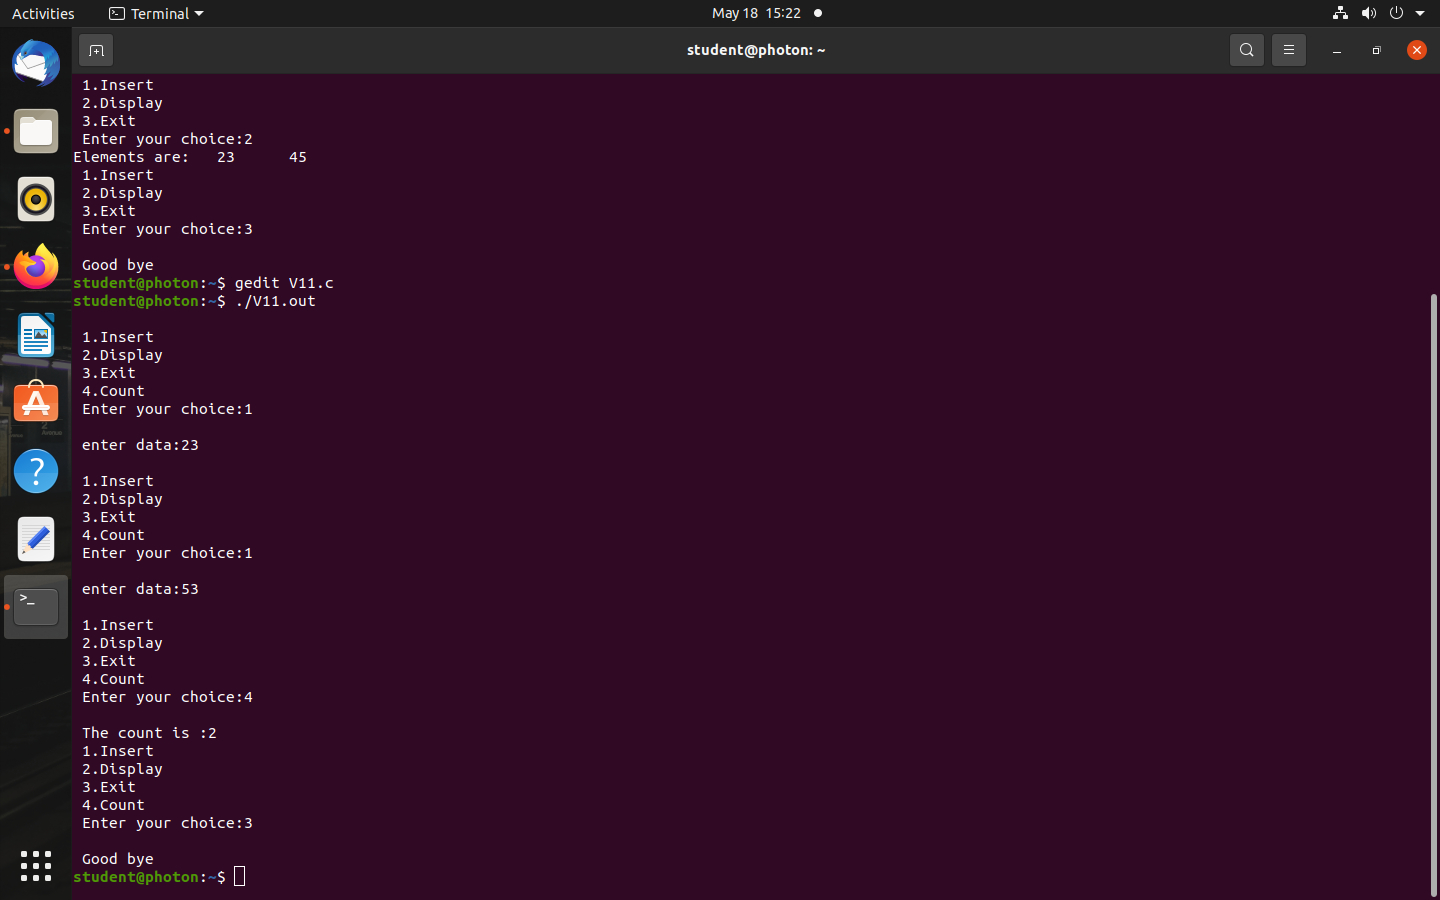 Activities Terminal May 18 15:22
student@photon: ~
1.Insert
2.Display
3.Exit
Enter your choice:2
Elements are: 23 45
1.Insert
2.Display
3.Exit
Enter your choice:3
Good bye
student@photon:~$ gedit V11.c
student@photon:~$ ./V11.out
1.Insert
2.Display
3.Exit
4.Count
Enter your choice:1
enter data:23
1.Insert
2.Display
3.Exit
4.Count
Enter your choice:1
enter data:53
1.Insert
2.Display
3.Exit
4.Count
Enter your choice:4
The count is :2
1.Insert
2.Display
3.Exit
4.Count
Enter your choice:3
Good bye
student@photon:~$